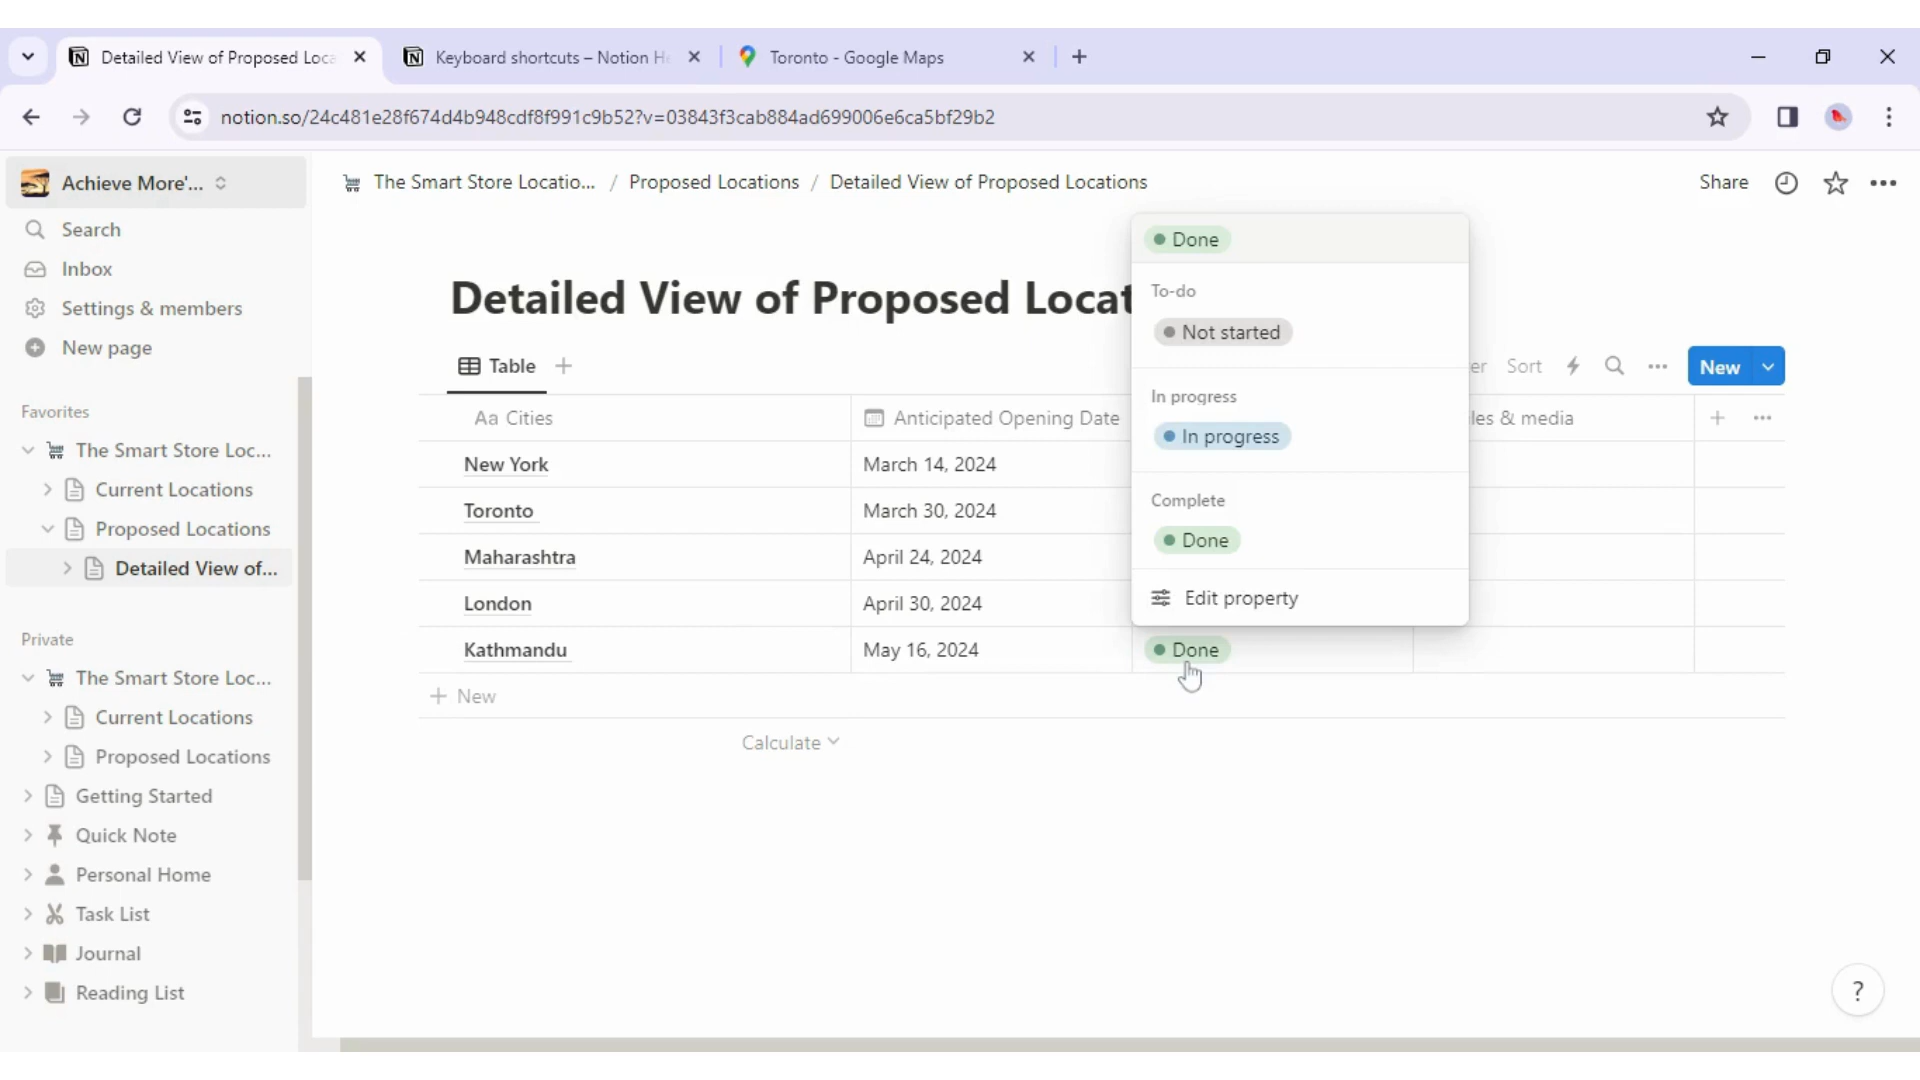 Detailed View of Proposed Loca
Keyboard shortcuts – Notion He
Toronto - Google Maps
notion.so/24c481e28f674d4b948cdf8f991c9b52?v=03843f3cab884ad699006e6ca5bf29b2
Achieve More'...
The Smart Store Locatio... / Proposed Locations / Detailed View of Proposed Locations
Share
Search
Inbox
Settings & members
New page
Favorites
The Smart Store Loc...
Current Locations
Proposed Locations
Detailed View of...
Private
The Smart Store Loc...
Current Locations
Proposed Locations
Getting Started
Quick Note
Personal Home
Task List
Journal
Reading List
Detailed View of Proposed Locat
Table
er Sort
New
Aa Cities
Anticipated Opening Date
les & media
New York March 14, 2024
Toronto March 30, 2024
Maharashtra April 24, 2024
London April 30, 2024
Kathmandu May 16, 2024 Done
+ New
Calculate
Done
To-do
Not started
In progress
In progress
Complete
Done
Edit property
?